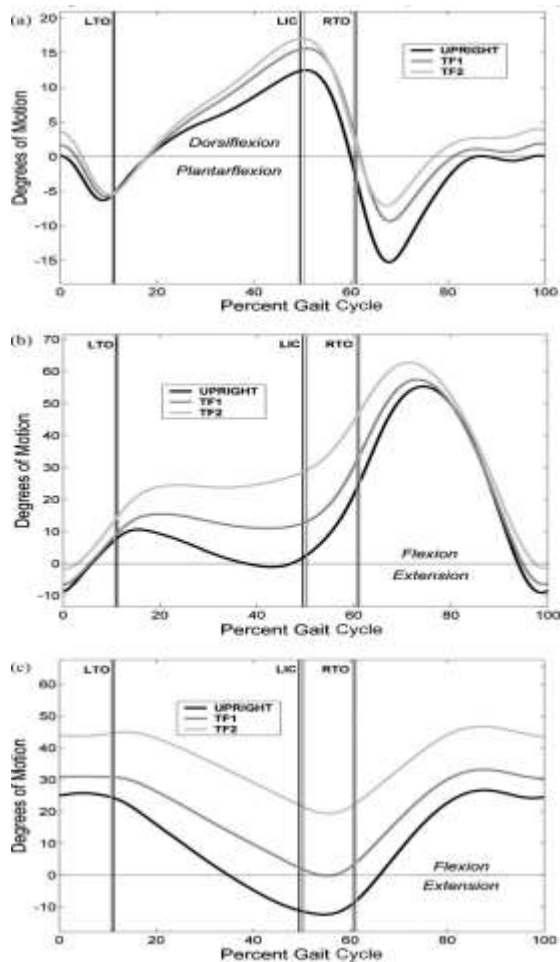 (a)
LTO
LIC
RTO
20
15
10
5
0
-5
-10
-15
UPRIGHT
TF1
TF2
Dorsiflexion
Plantarflexion
Degrees of Motion
0 20 40 60 80 100
Percent Gait Cycle
(b)
LTO
LIC
RTO
70
60
50
40
30
20
10
0
-10
UPRIGHT
TF1
TF2
Flexion
Extension
Degrees of Motion
0 20 40 60 80 100
Percent Gait Cycle
(c)
LTO
LIC
RTO
60
50
40
30
20
10
0
-10
UPRIGHT
TF1
TF2
Flexion
Extension
Degrees of Motion
0 20 40 60 80 100
Percent Gait Cycle